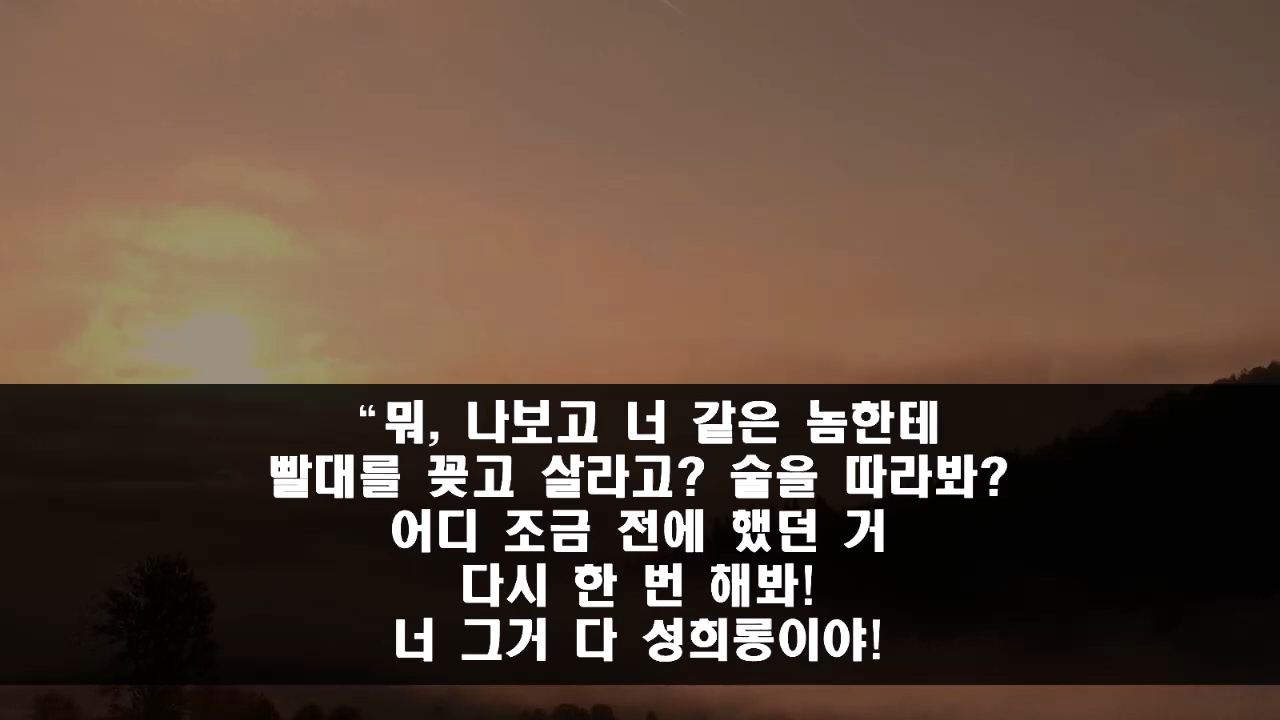 “뭐, 나보고 너 같은 놈한테
빨대를 꽂고 살라고? 술을 따라봐?
어디 조금 전에 했던 거
다시 한 번 해봐!
너 그거 다 성희롱이야!